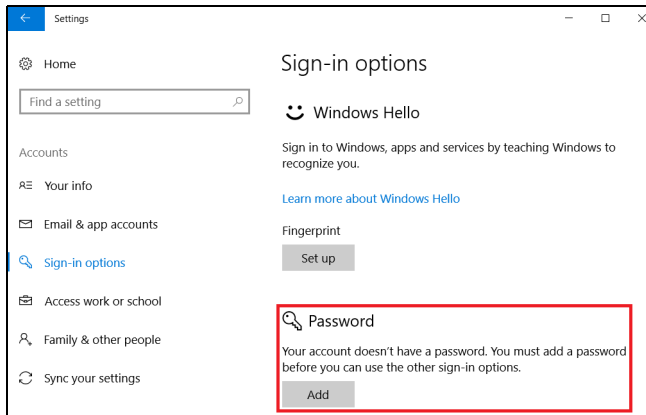 Settings
Home
Find a setting
Accounts
Your info
Email & app accounts
Sign-in options
Access work or school
Family & other people
Sync your settings
Sign-in options
Windows Hello
Sign in to Windows, apps and services by teaching Windows to
recognize you.
Learn more about Windows Hello
Fingerprint
Set up
Password
Your account doesn't have a password. You must add a password
before you can use the other sign-in options.
Add